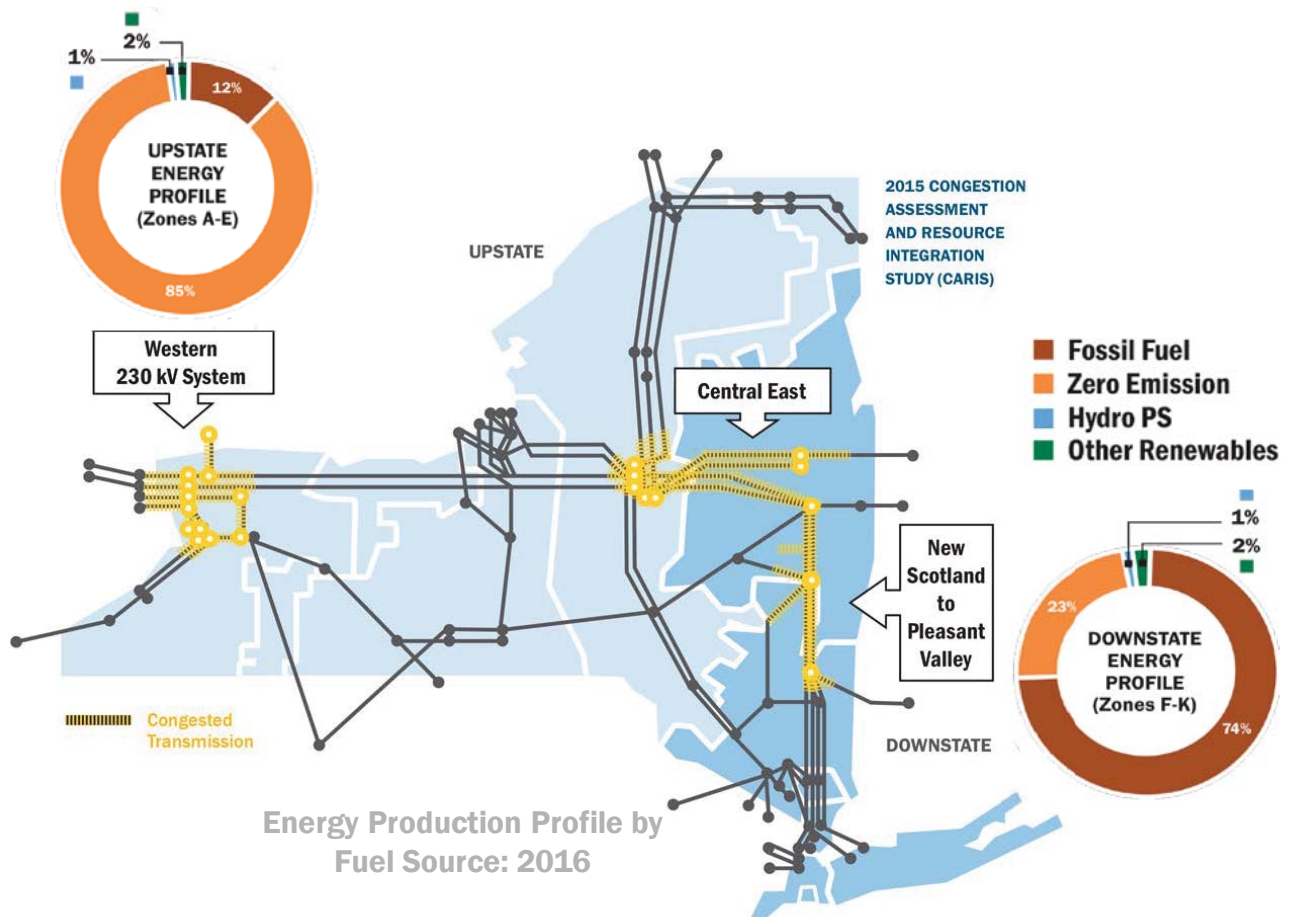 2%
1%
12%
UPSTATE
ENERGY
PROFILE
(Zones A-E)
85%
UPSTATE
2015 CONGESTION
ASSESSMENT
AND RESOURCE
INTEGRATION
STUDY (CARIS)
Western
230 kV System
Central East
Fossil Fuel
Zero Emission
Hydro PS
Other Renewables
New
Scotland
to
Pleasant
Valley
1%
2%
23%
DOWNSTATE
ENERGY
PROFILE
(Zones F-K)
74%
Congested
Transmission
DOWNSTATE
Energy Production Profile by
Fuel Source: 2016